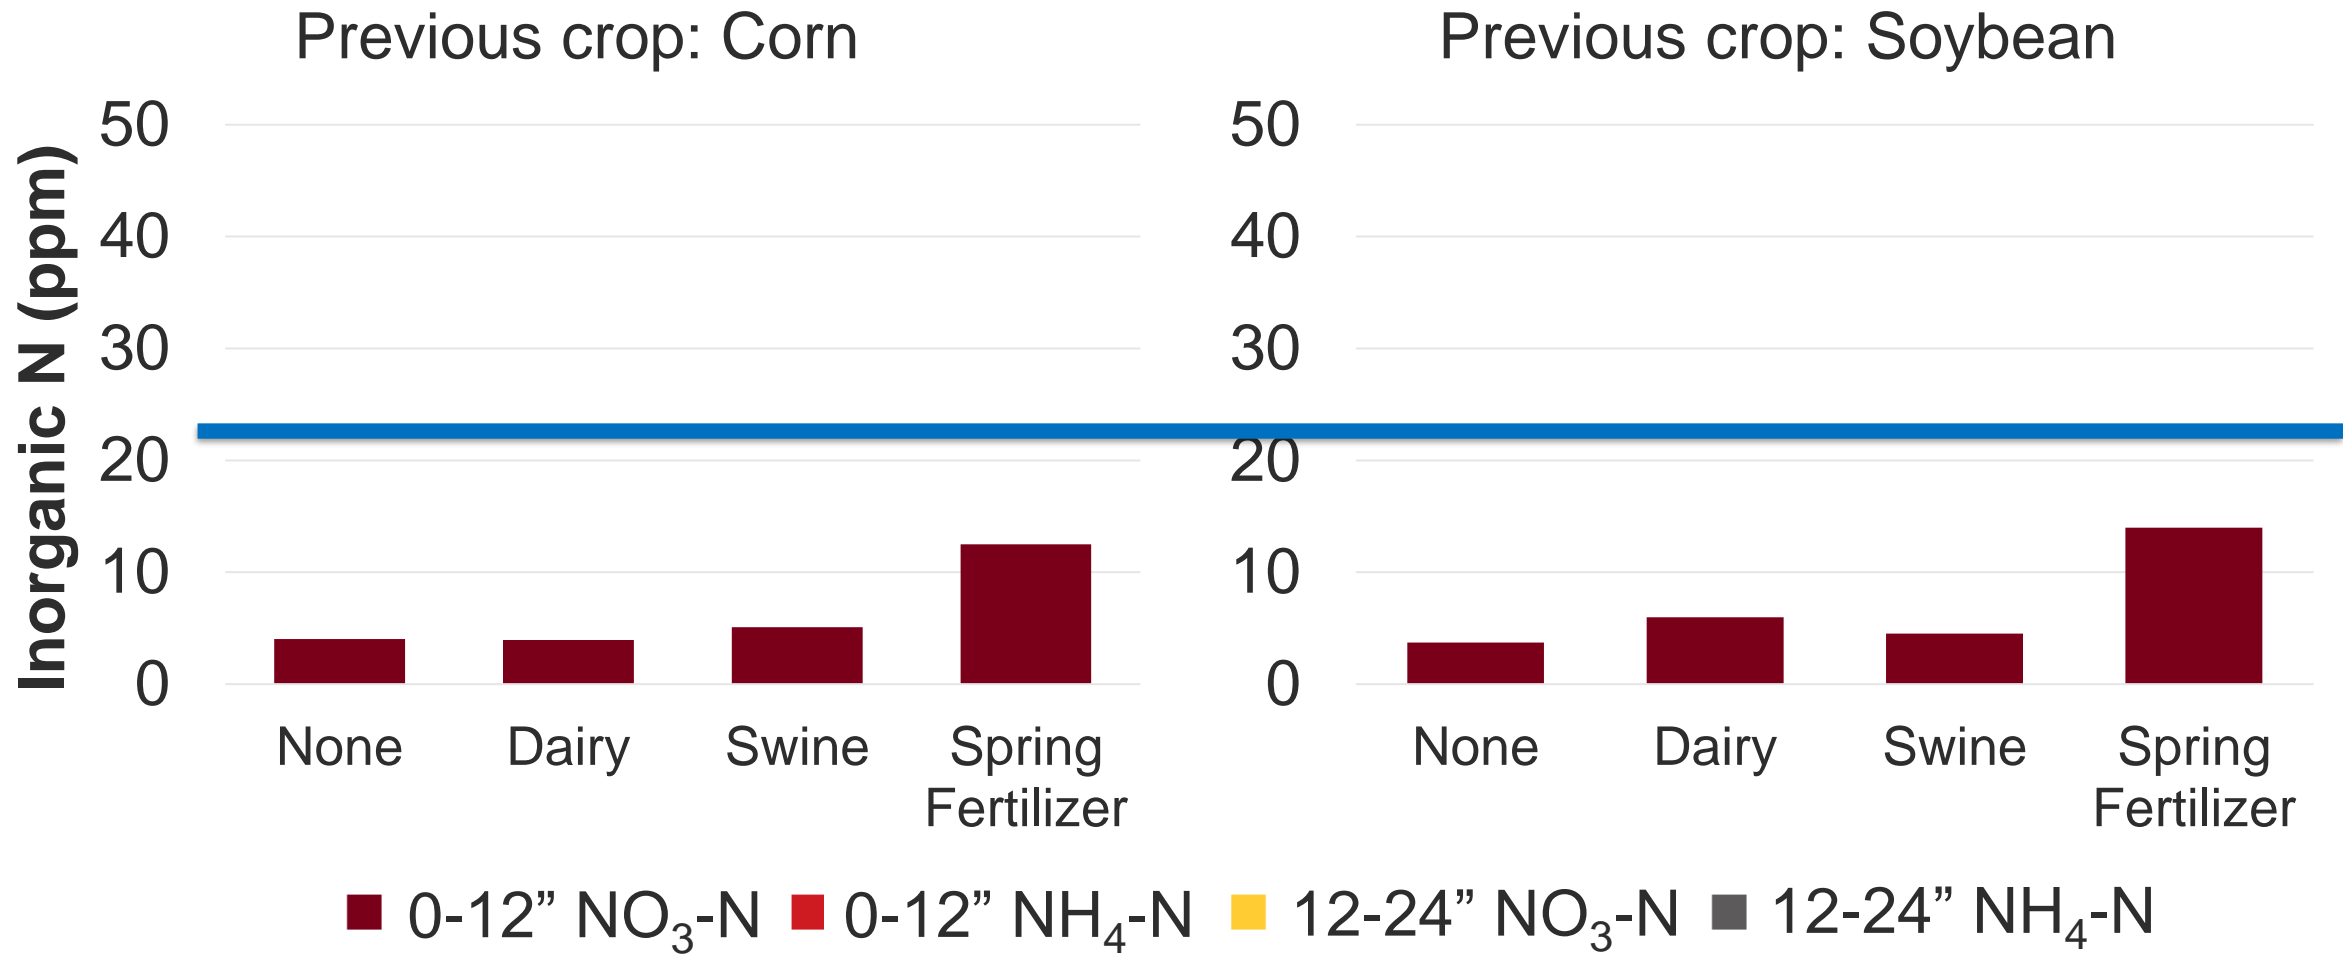 Previous crop: Corn
50
40
30
20
10
0
Inorganic N (ppm)
None
Dairy
Swine
Spring
Fertilizer
Previous crop: Soybean
50
40
30
20
10
0
None
Dairy
Swine
Spring
Fertilizer
0-12” NO₃-N
0-12” NH₄-N
12-24” NO₃-N
12-24” NH₄-N